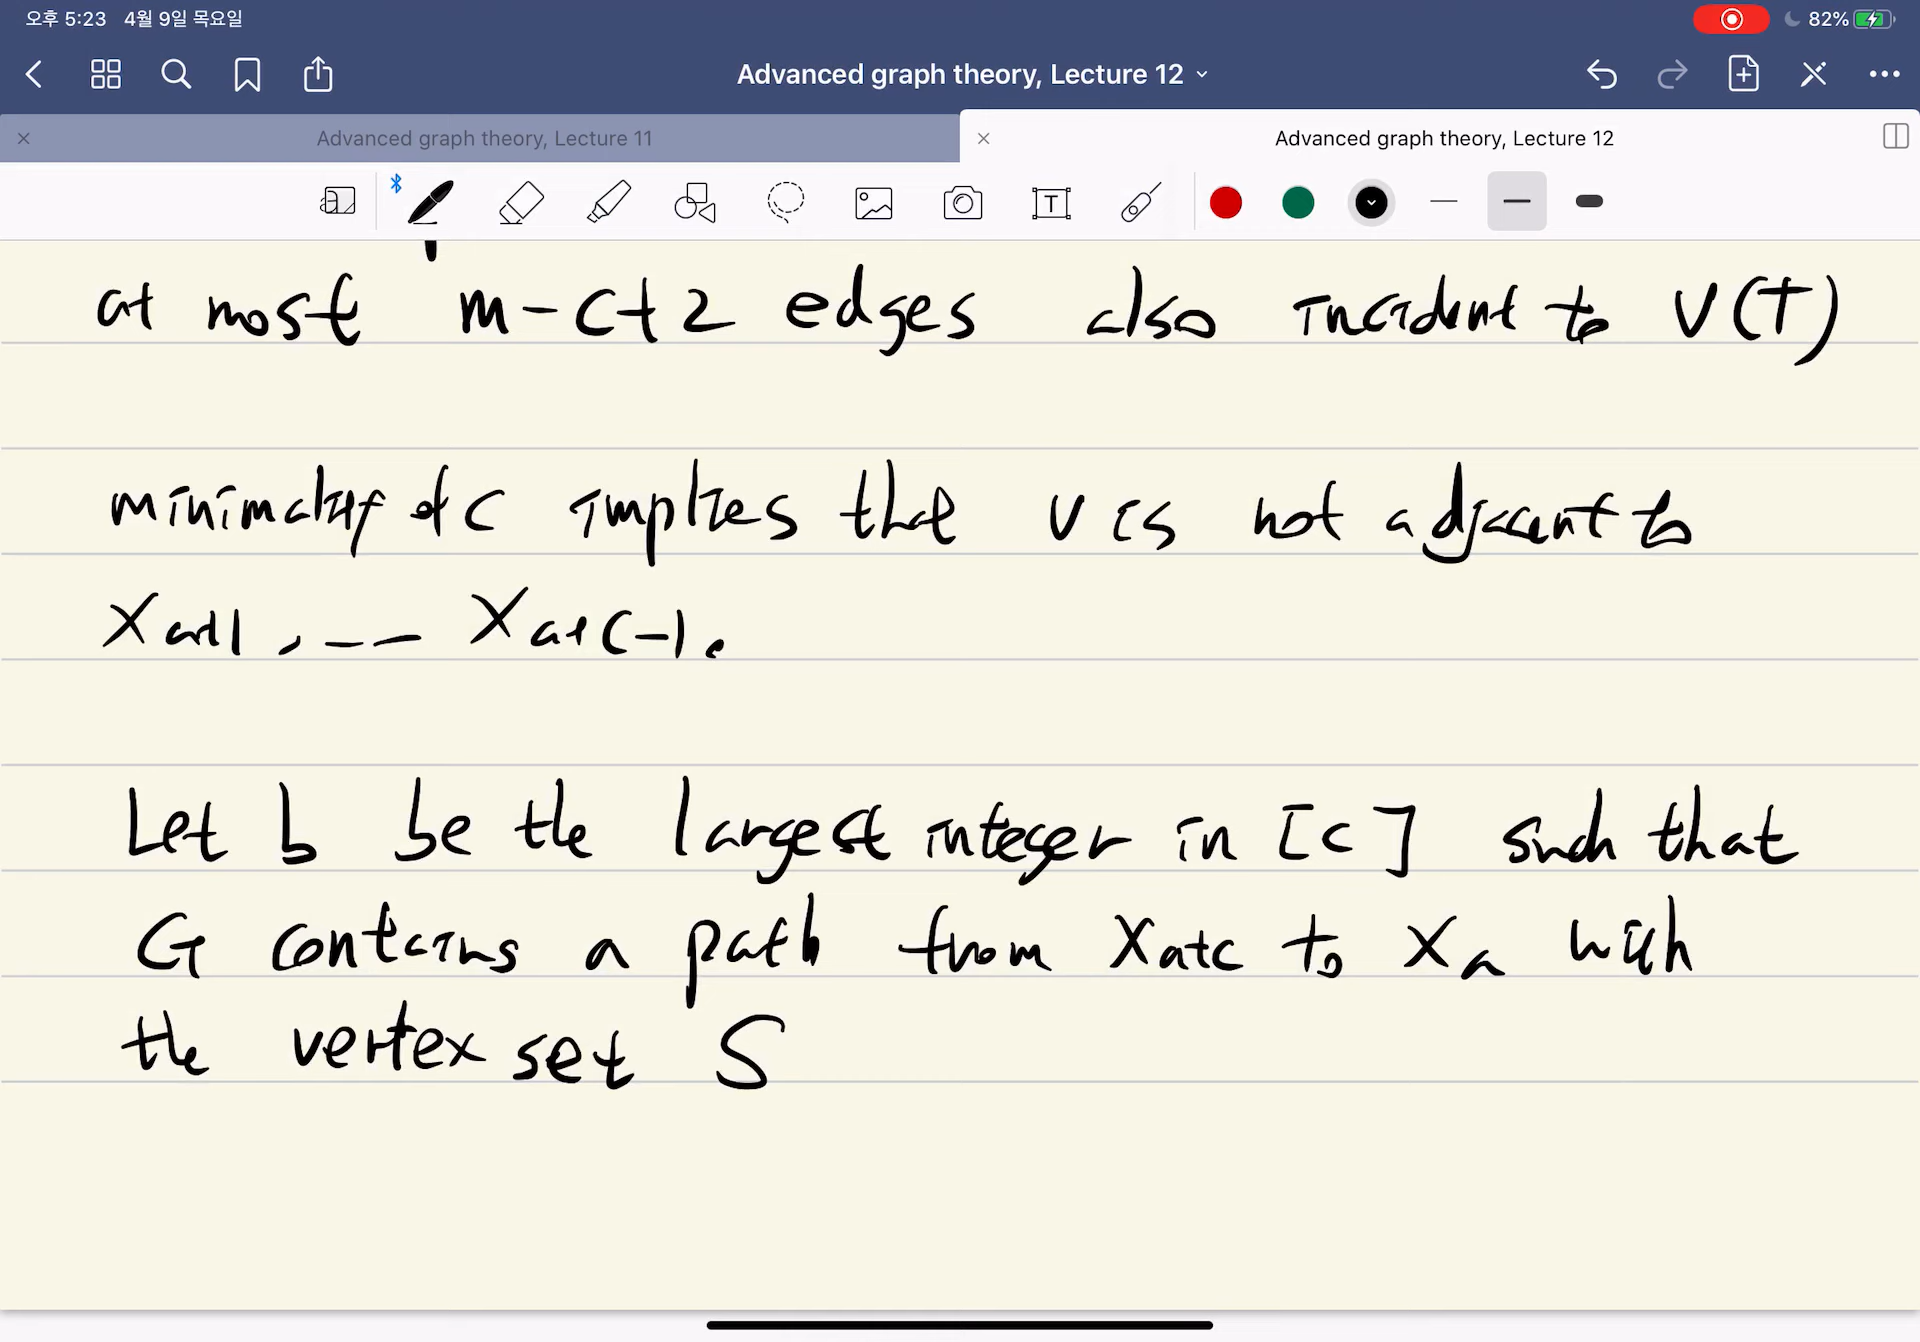 오후 5:23 4월 9일 목요일
82%
Advanced graph theory, Lecture 12
Advanced graph theory, Lecture 11
Advanced graph theory, Lecture 12
at most m-c+2 edges also incident to V(T)
minimality of c implies that v is not adjacent to
Xa+1, --- Xa+c-1.
Let b be the largest integer in [c] such that
G contains a path from Xa+c to Xa with
the vertex set S